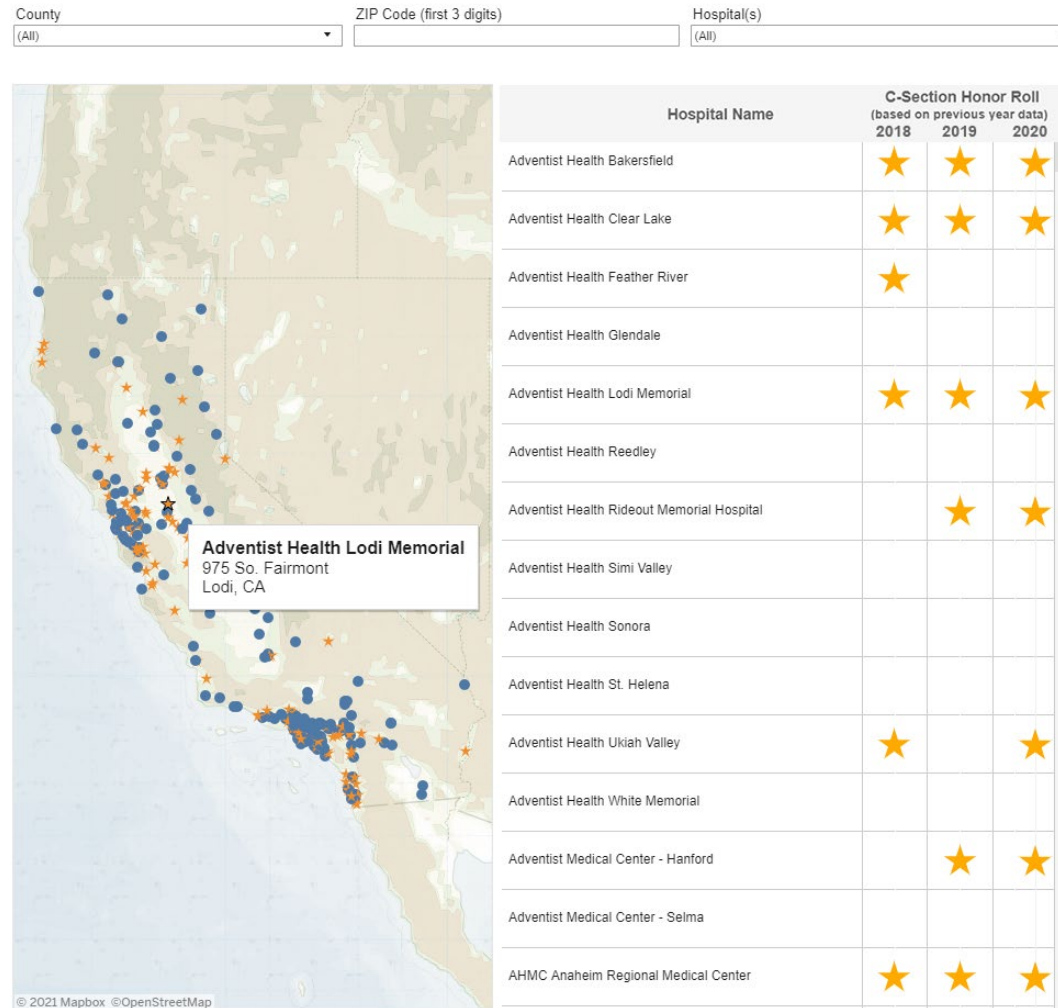 County
ZIP Code (first 3 digits)
Hospital(s)
(All)
(All)
Hospital Name
C-Section Honor Roll
(based on previous year data)
2018 2019 2020
Adventist Health Bakersfield
Adventist Health Clear Lake
Adventist Health Feather River
Adventist Health Glendale
Adventist Health Lodi Memorial
Adventist Health Reedley
Adventist Health Rideout Memorial Hospital
Adventist Health Simi Valley
Adventist Health Sonora
Adventist Health St. Helena
Adventist Health Ukiah Valley
Adventist Health White Memorial
Adventist Medical Center - Hanford
Adventist Medical Center - Selma
AHMC Anaheim Regional Medical Center
Adventist Health Lodi Memorial
975 So. Fairmont
Lodi, CA
© 2021 Mapbox ©OpenStreetMap